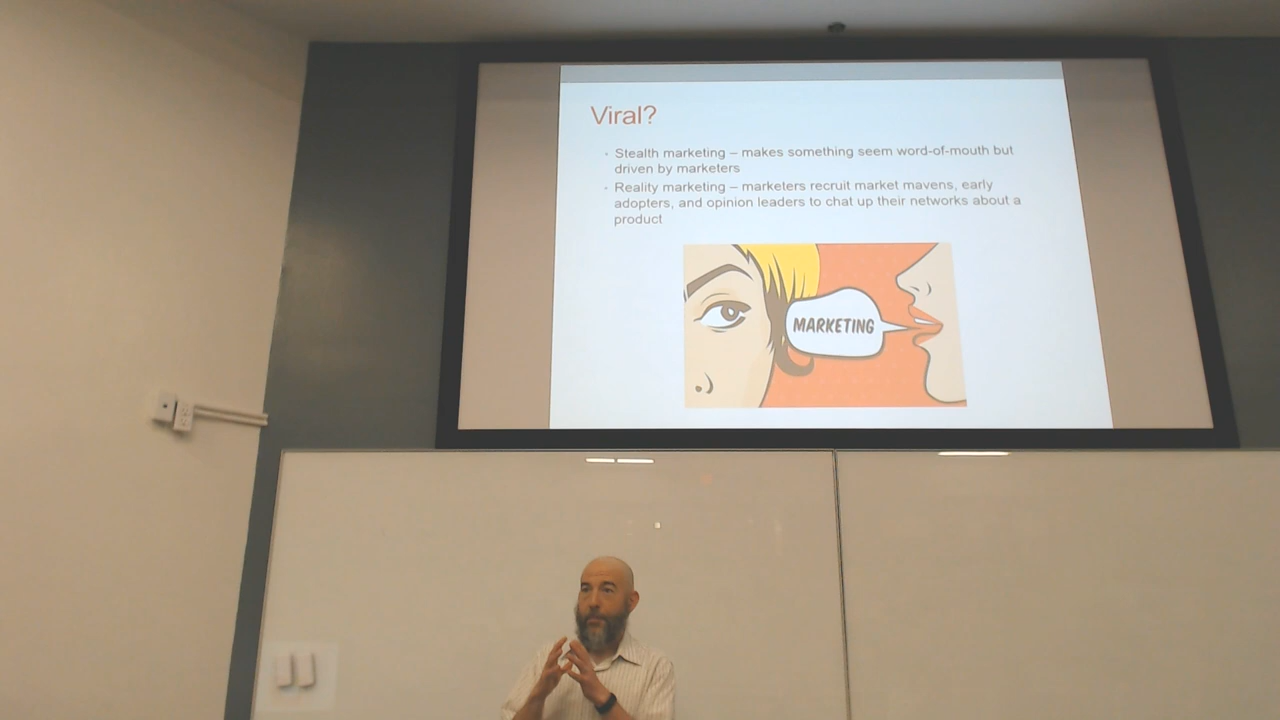 Viral?
Stealth marketing – makes something seem word-of-mouth but
driven by marketers
Reality marketing – marketers recruit market mavens, early
adopters, and opinion leaders to chat up their networks about a
product
MARKETING